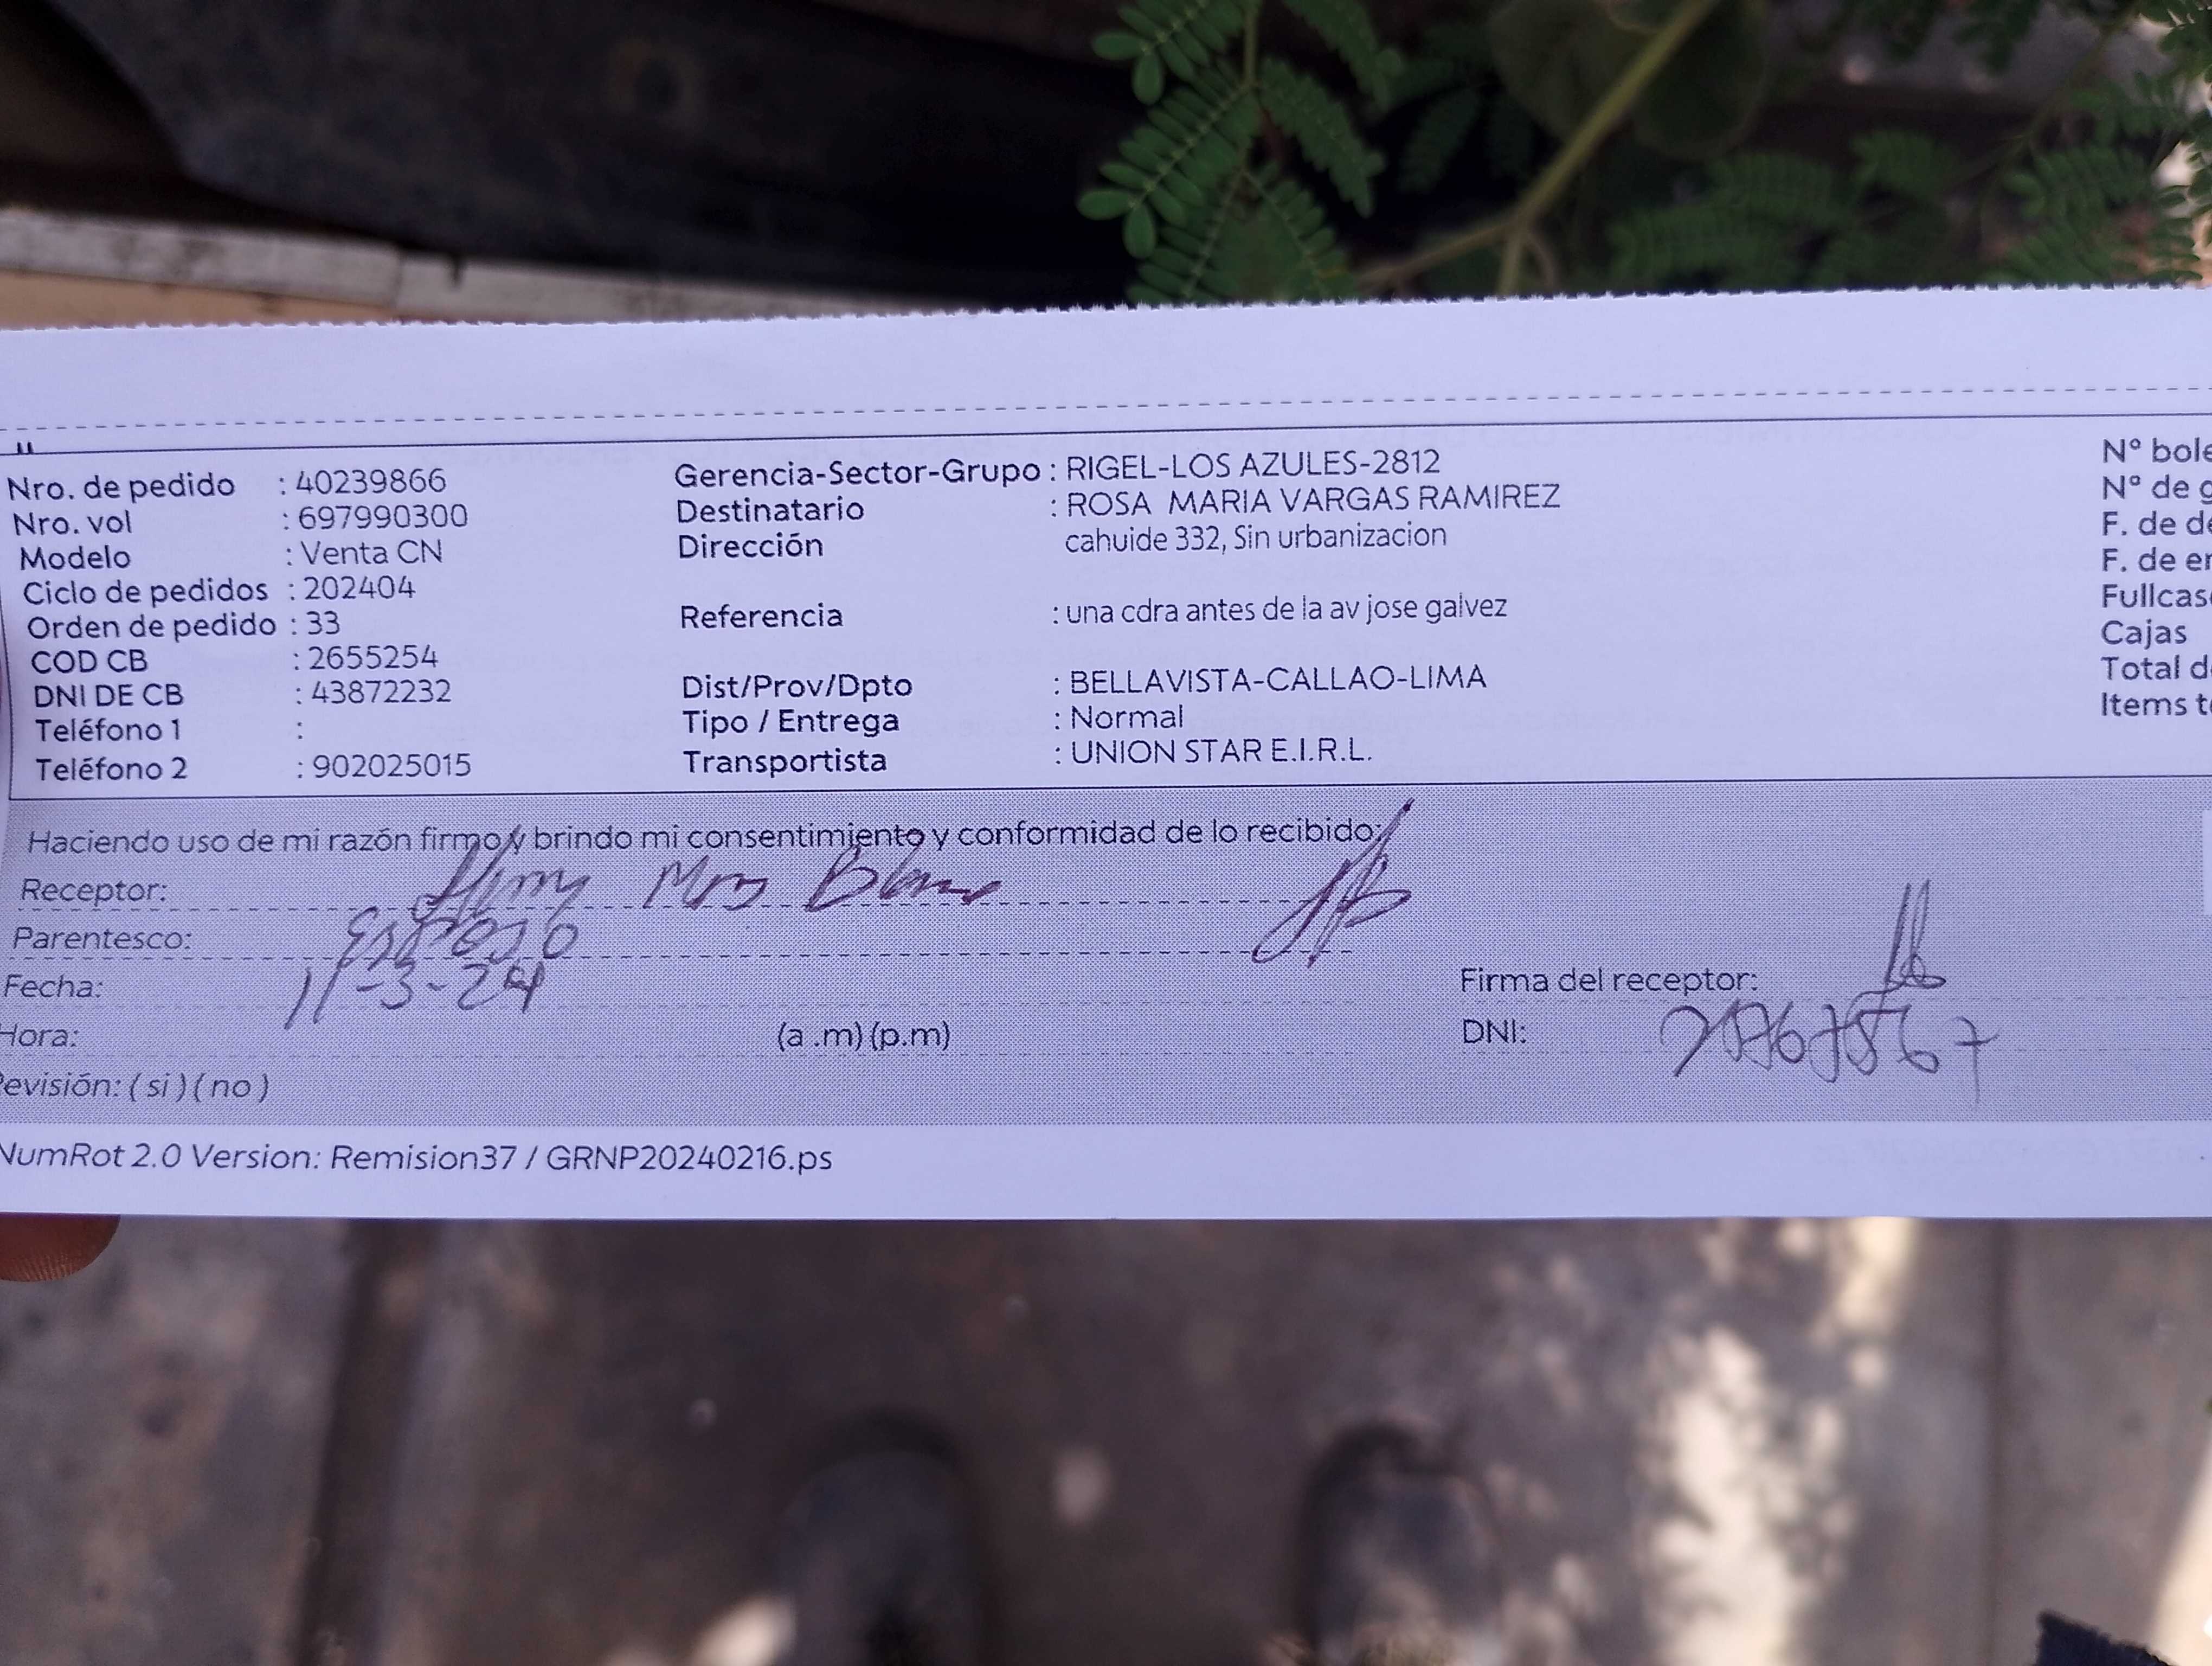 Nro. de pedido : 40239866
Nro. vol : 697990300
Modelo : Venta CN
Ciclo de pedidos : 202404
Orden de pedido : 33
COD CB : 2655254
DNI DE CB : 43872232
Teléfono 1 :
Teléfono 2 : 902025015
Gerencia-Sector-Grupo : RIGEL-LOS AZULES-2812
Destinatario : ROSA MARIA VARGAS RAMIREZ
Dirección cahuide 332, Sin urbanizacion
Referencia : una cdra antes de la av jose galvez
Dist/Prov/Dpto : BELLAVISTA-CALLAO-LIMA
Tipo / Entrega : Normal
Transportista : UNION STAR E.I.R.L.
N° bole
N° de g
F. de de
F. de er
Fullcas
Cajas
Total d
Items t
Haciendo uso de mi razón firmo y brindo mi consentimiento y conformidad de lo recibido:
Receptor:
Parentesco:
Fecha: 11-3-24
Hora: (a .m) (p.m)
Firma del receptor:
DNI:
evisión: ( si ) ( no )
NumRot 2.0 Version: Remision37 / GRNP20240216.ps